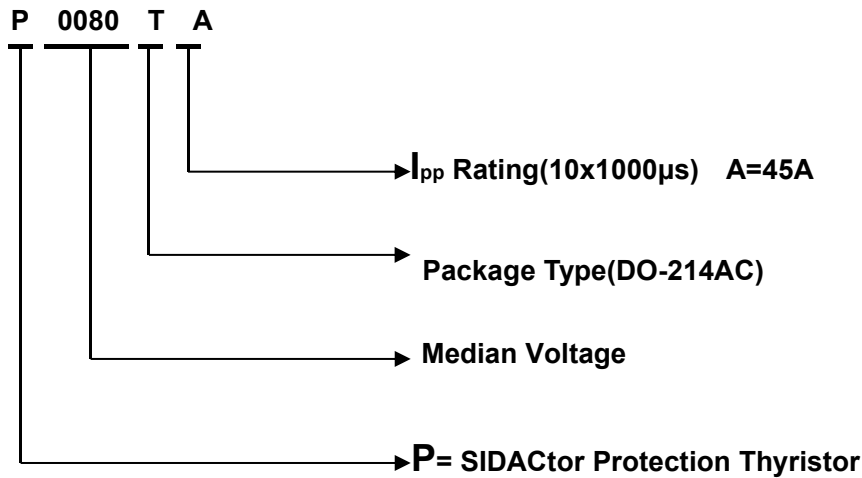 P 0080 T A
Ipp Rating(10x1000μs) A=45A
Package Type(DO-214AC)
Median Voltage
P= SIDACtor Protection Thyristor